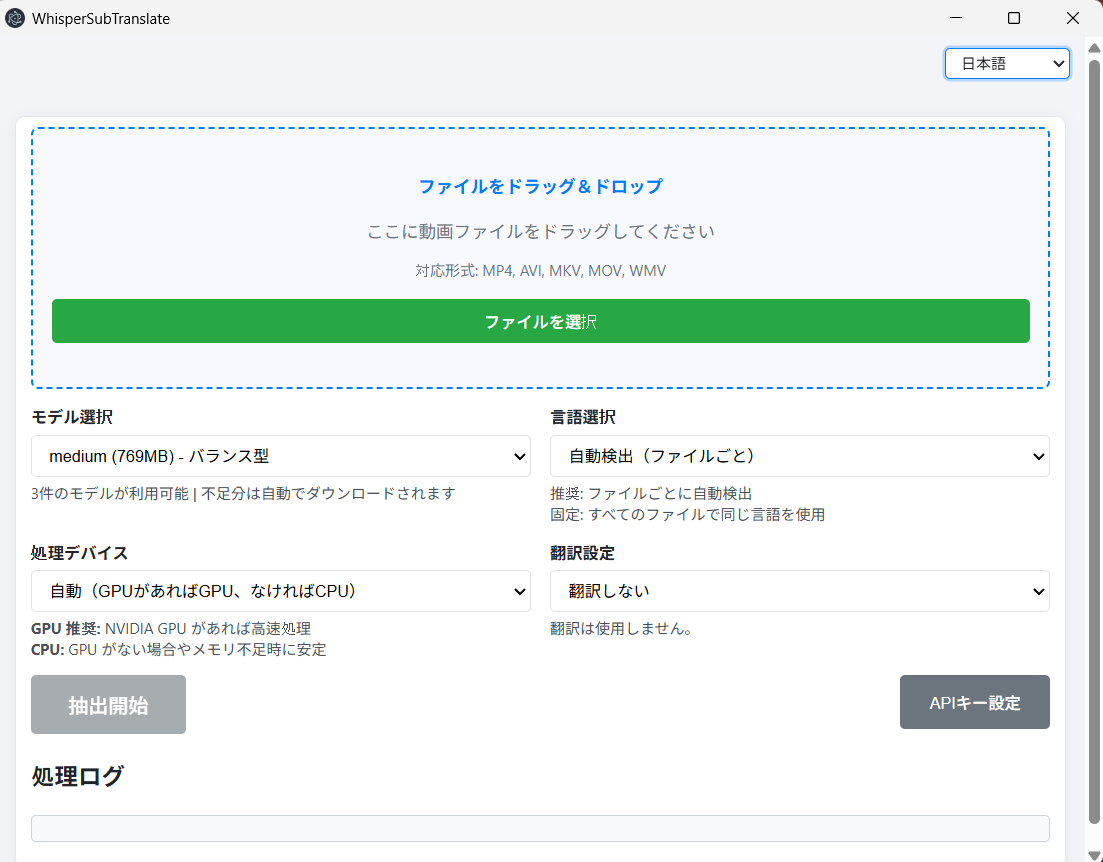 WhisperSubTranslate
日本語
ファイルをドラッグ＆ドロップ
ここに動画ファイルをドラッグしてください
対応形式: MP4, AVI, MKV, MOV, WMV
ファイルを選択
モデル選択
medium (769MB) - バランス型
3件のモデルが利用可能 | 不足分は自動でダウンロードされます
言語選択
自動検出（ファイルごと）
推奨: ファイルごとに自動検出
固定: すべてのファイルで同じ言語を使用
処理デバイス
自動（GPUがあればGPU、なければCPU）
GPU 推奨: NVIDIA GPU があれば高速処理
CPU: GPU がない場合やメモリ不足時に安定
翻訳設定
翻訳しない
翻訳は使用しません。
抽出開始
APIキー設定
処理ログ